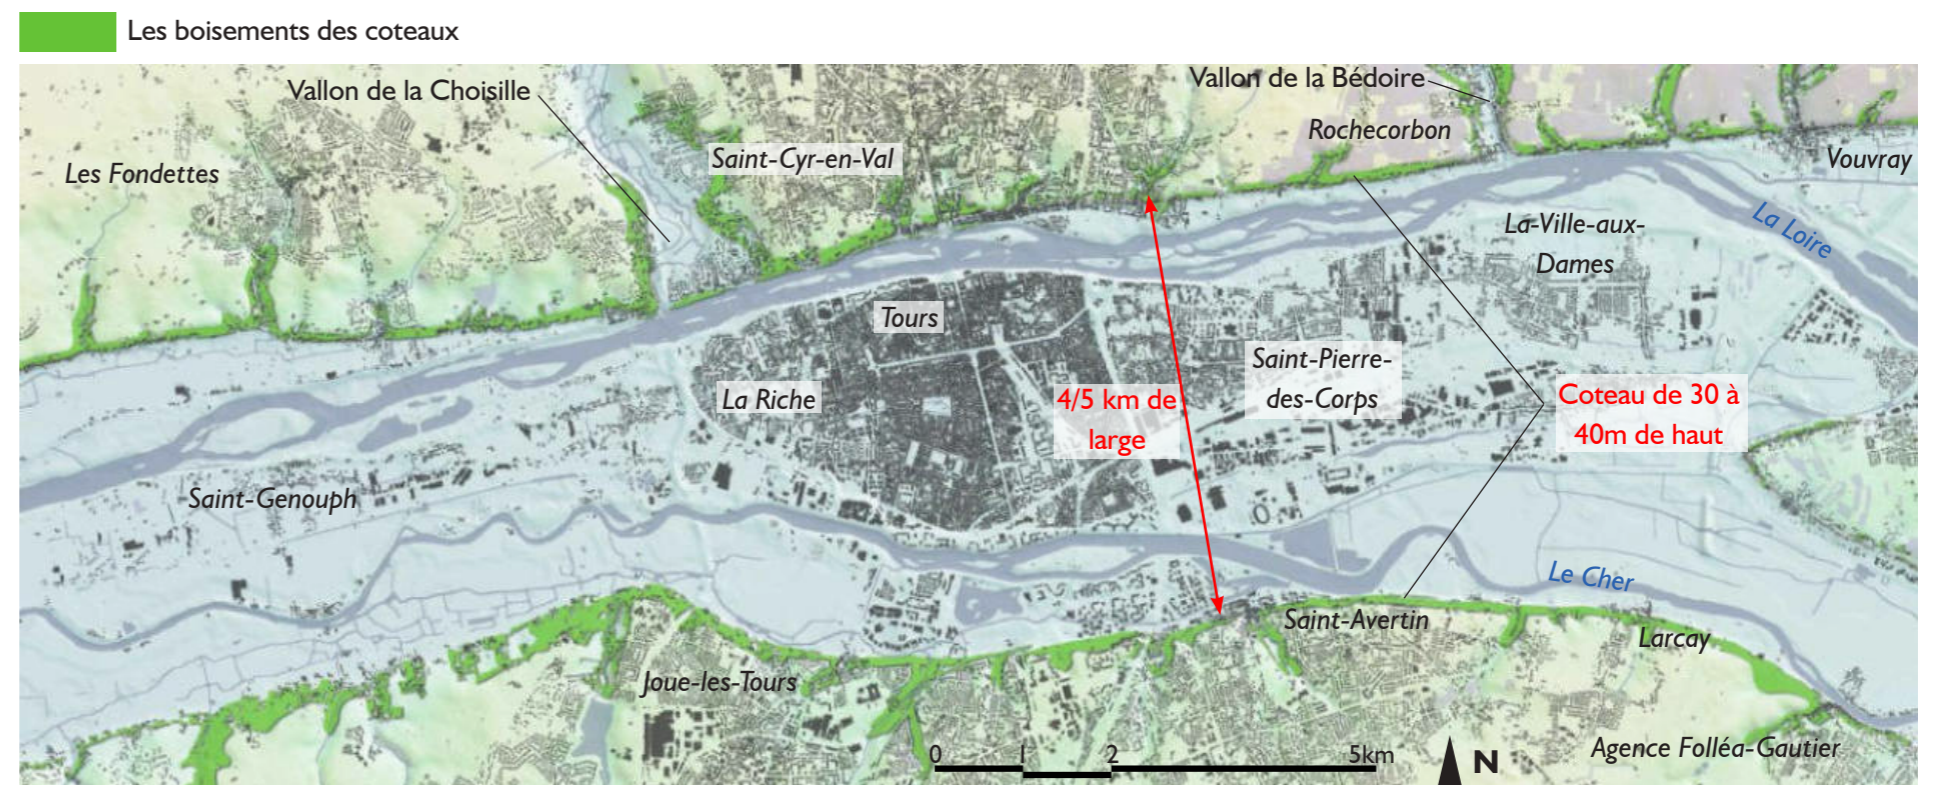 Les boisements des coteaux
Vallon de la Choisille
Vallon de la Bédoire
Rochecorbon
Saint-Cyr-en-Val
Les Fondettes
Vouvray
La-Ville-aux-
Dames
La Loire
Tours
Saint-Pierre-
des-Corps
La Riche
4/5 km de
large
Coteau de 30 à
40m de haut
Saint-Genouph
Le Cher
Saint-Avertin
Larcay
Joue-les-Tours
0 1 2 5km
N
Agence Folléa-Gautier